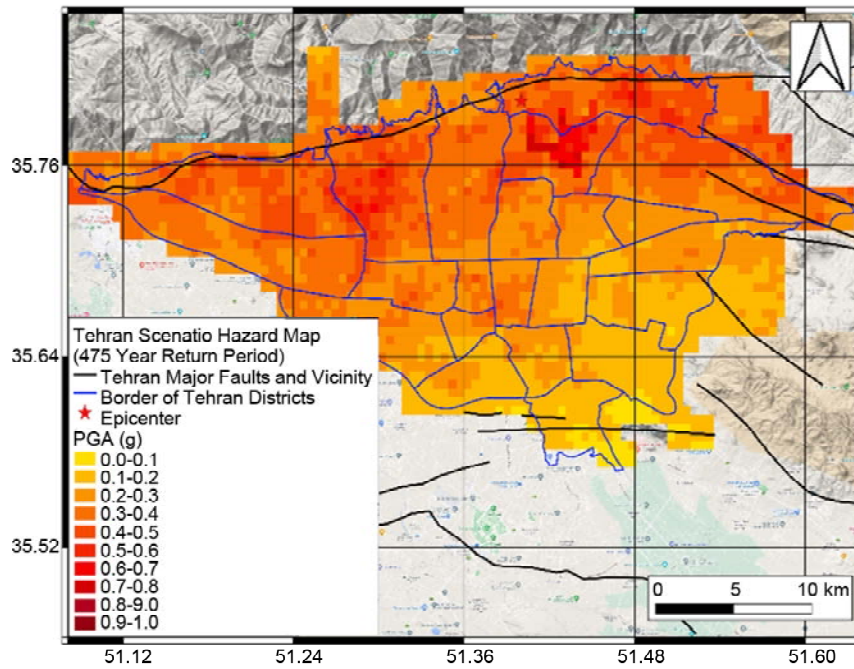 35.76
35.64
35.52
Tehran Scenatio Hazard Map
(475 Year Return Period)
Tehran Major Faults and Vicinity
Border of Tehran Districts
Epicenter
PGA (g)
0.0-0.1
0.1-0.2
0.2-0.3
0.3-0.4
0.4-0.5
0.5-0.6
0.6-0.7
0.7-0.8
0.8-9.0
0.9-1.0
0 5 10 km
51.12 51.24 51.36 51.48 51.60